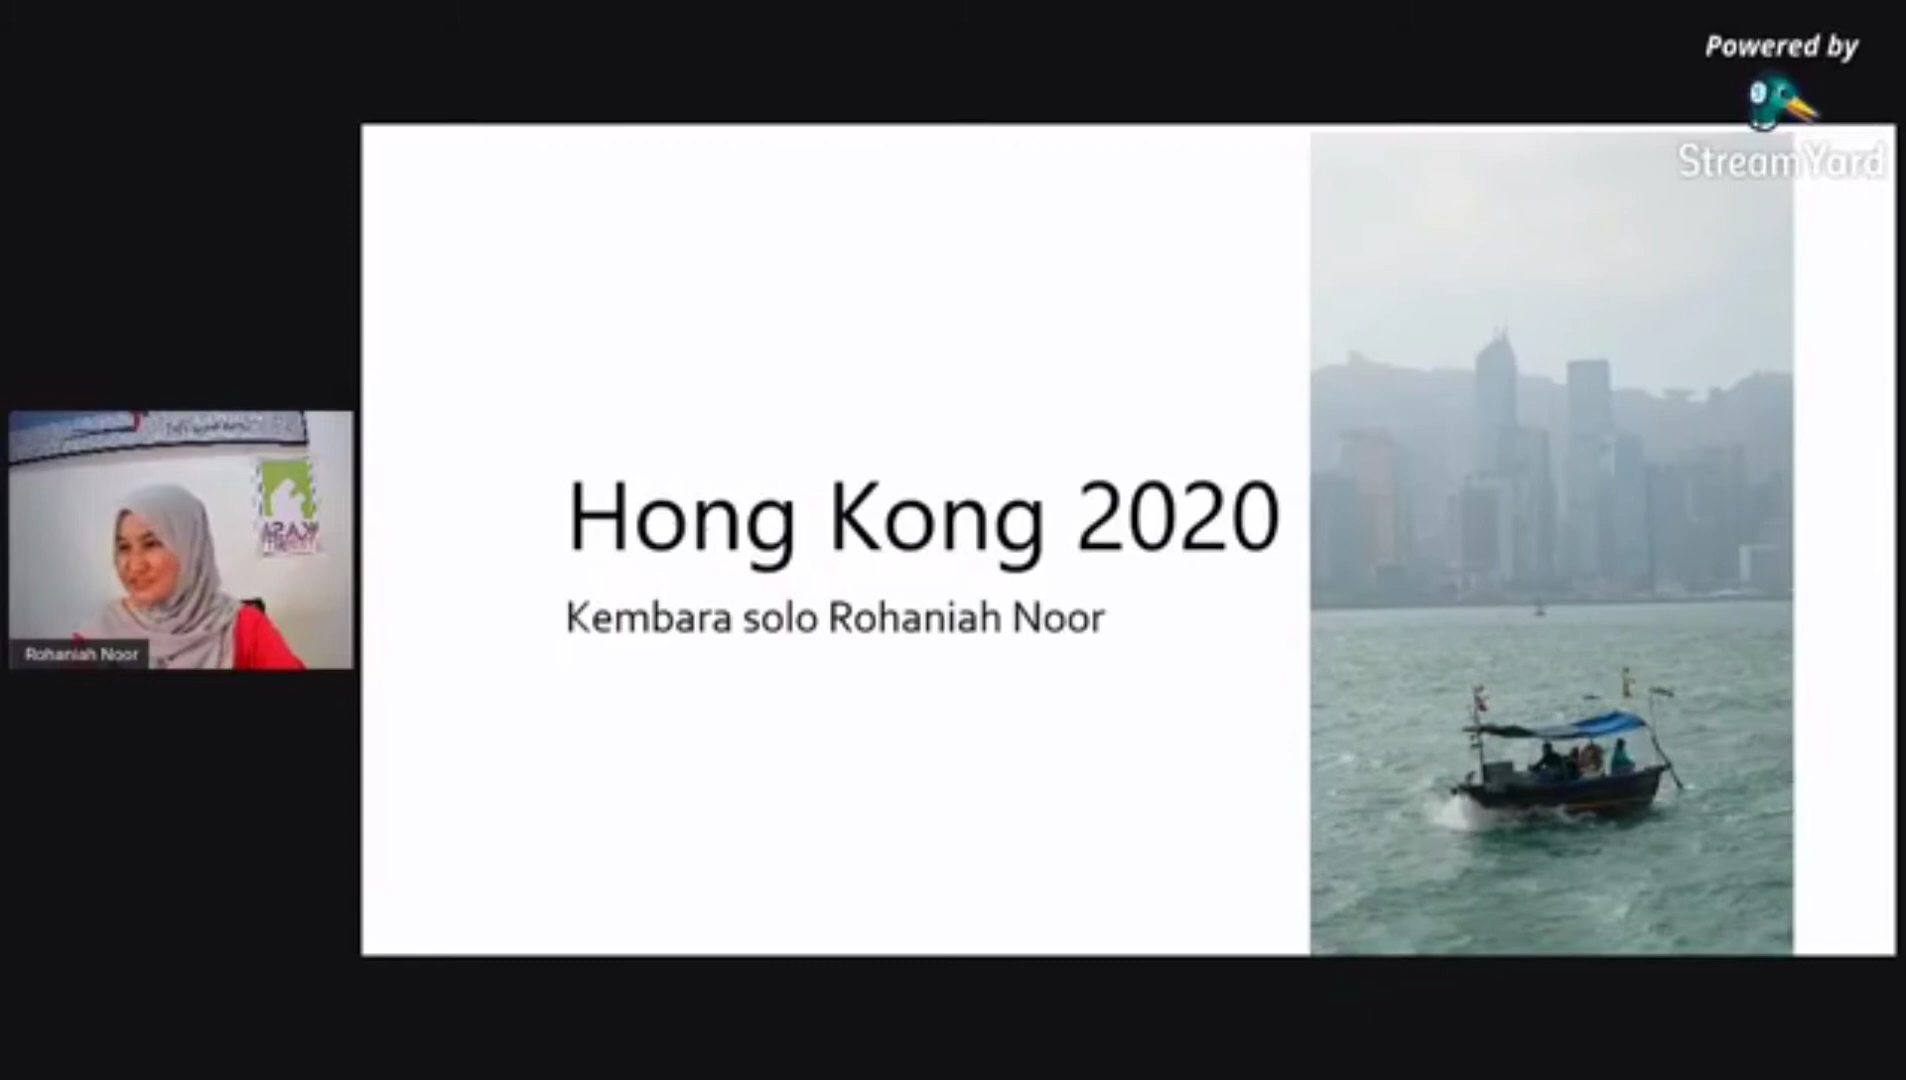 Powered by
StreamYard
Hong Kong 2020
Kembara solo Rohaniah Noor
Rohaniah Noor